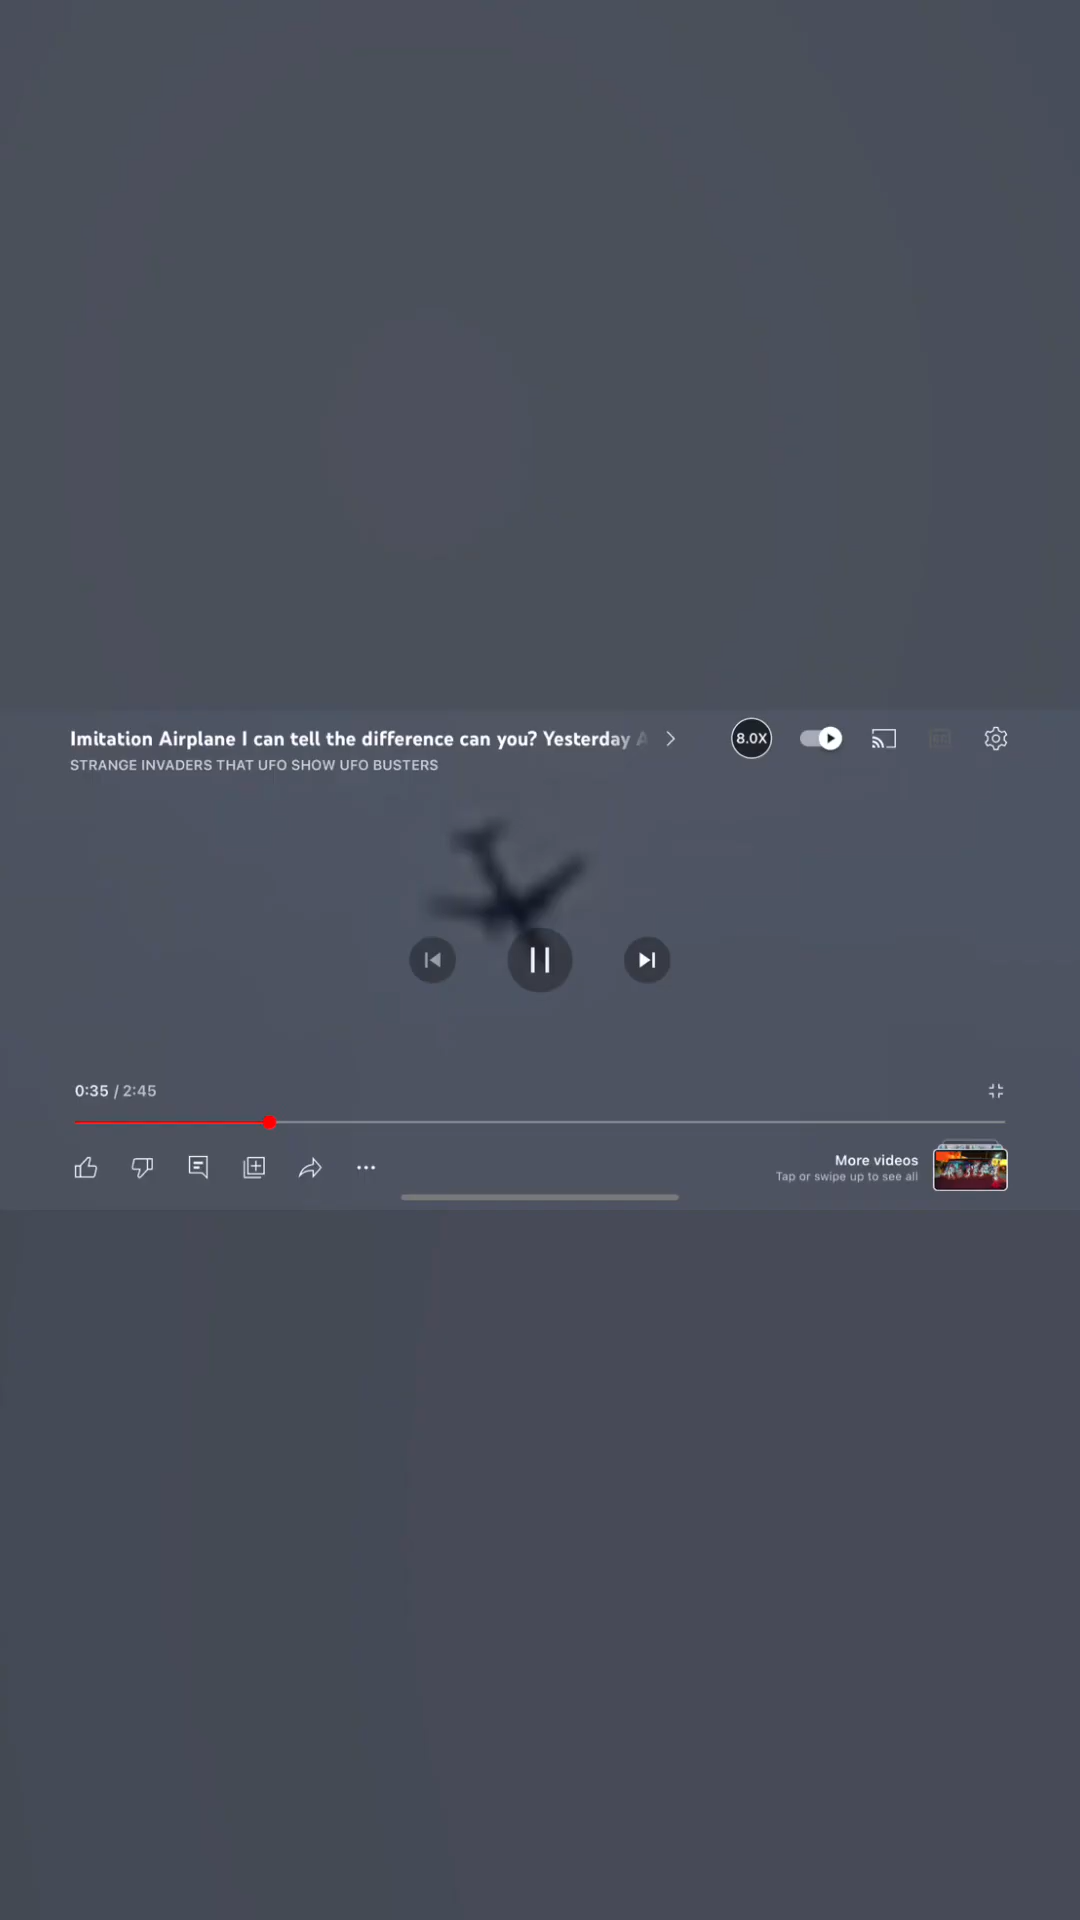 Imitation Airplane I can tell the difference can you? Yesterday
8.0X
STRANGE INVADERS THAT UFO SHOW UFO BUSTERS
0:35 / 2:45
More videos
Tap or swipe up to see all